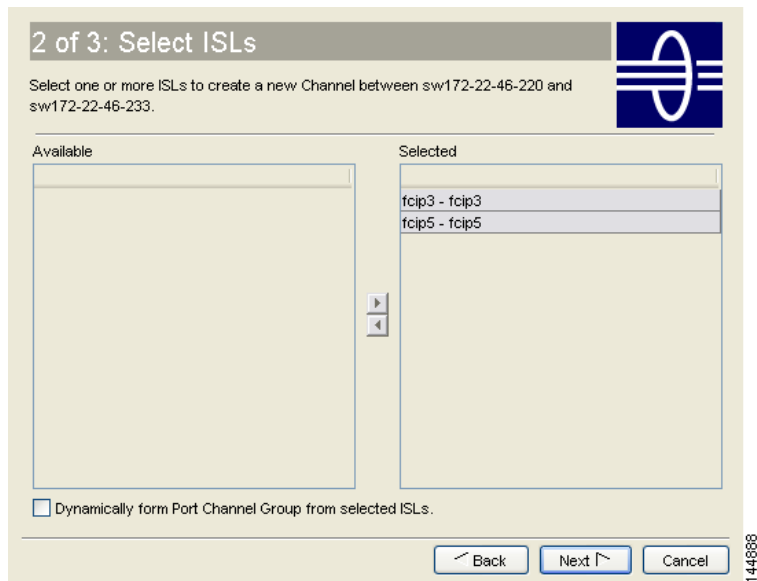 2 of 3: Select ISLs
Select one or more ISLs to create a new Channel between sw172-22-46-220 and
sw172-22-46-233.
Available
Selected
fcip3 - fcip3
fcip5 - fcip5
Dynamically form Port Channel Group from selected ISLs.
Back
Next
Cancel
144888